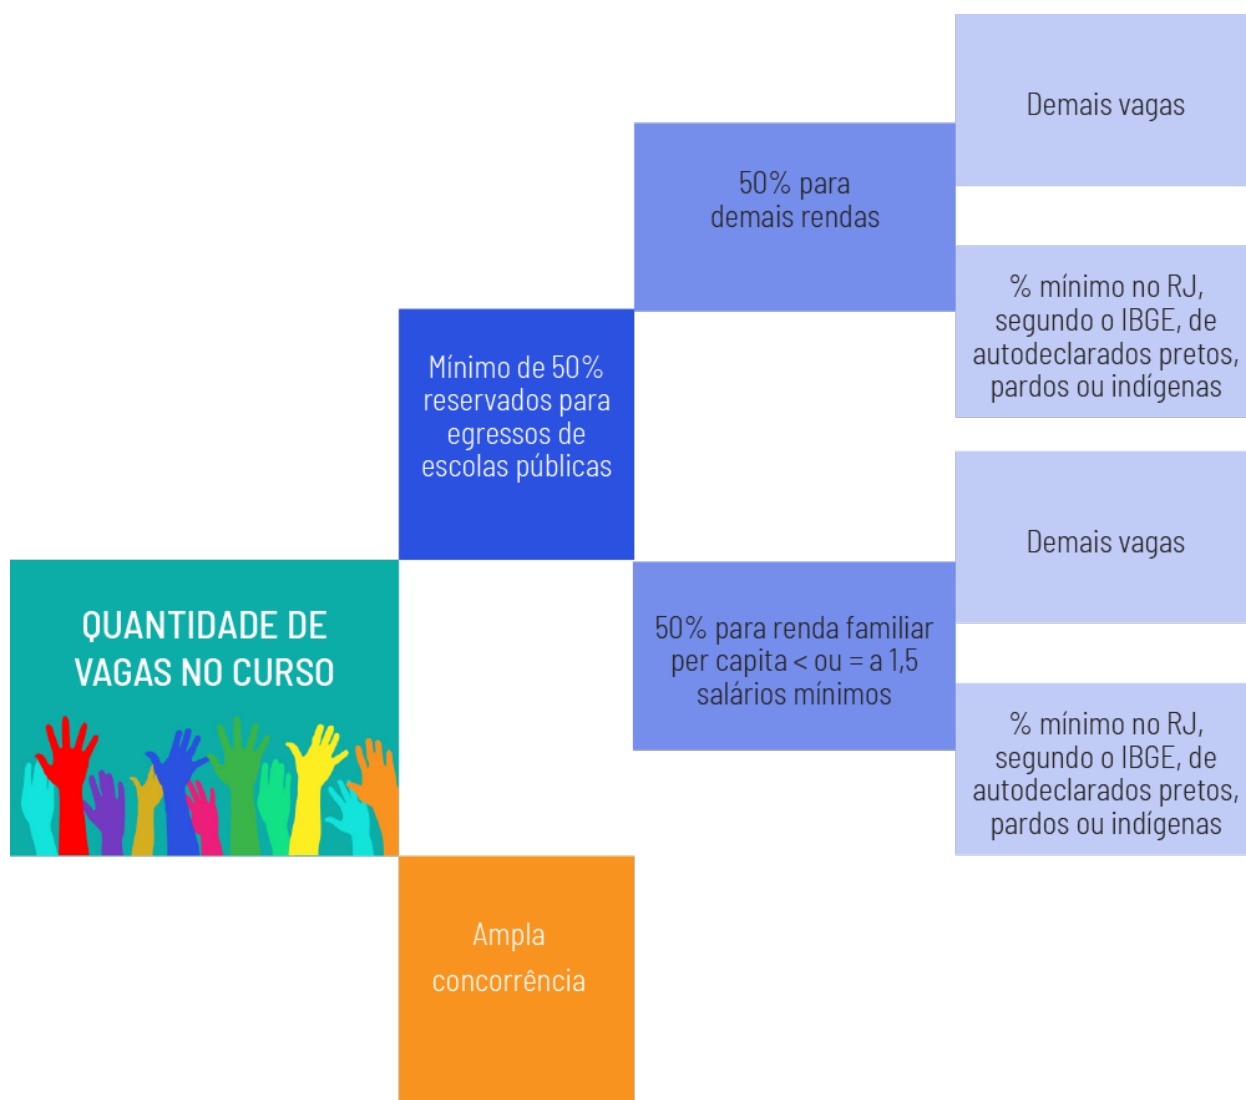 Demais vagas
50% para
demais rendas
% mínimo no RJ,
segundo o IBGE, de
autodeclarados pretos,
pardos ou indígenas
Mínimo de 50%
reservados para
egressos de
escolas públicas
Demais vagas
QUANTIDADE DE
VAGAS NO CURSO
50% para renda familiar
per capita < ou = a 1,5
salários mínimos
% mínimo no RJ,
segundo o IBGE, de
autodeclarados pretos,
pardos ou indígenas
Ampla
concorrência